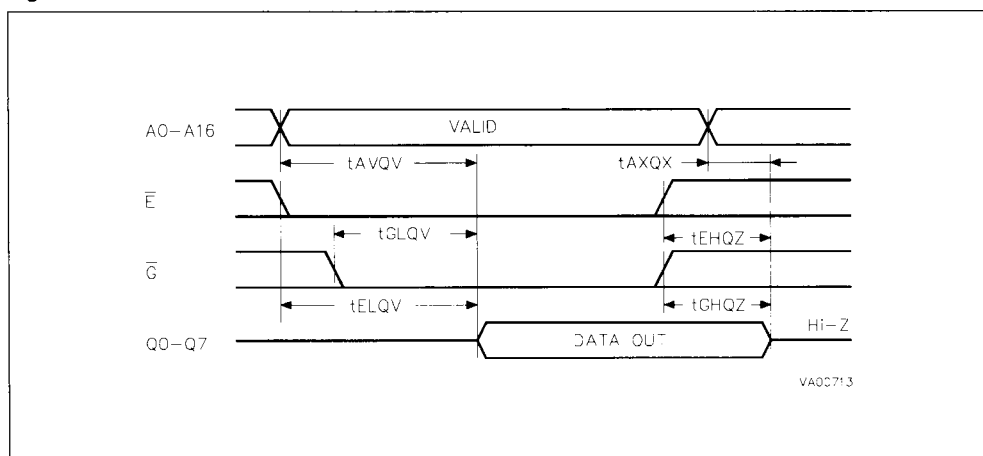 A0-A16
VALID
tAVQV
tAXQX
E̅
tGLQV
tEHQZ
G̅
tELQV
tGHQZ
Hi-Z
Q0-Q7
DATA OUT
VA00713